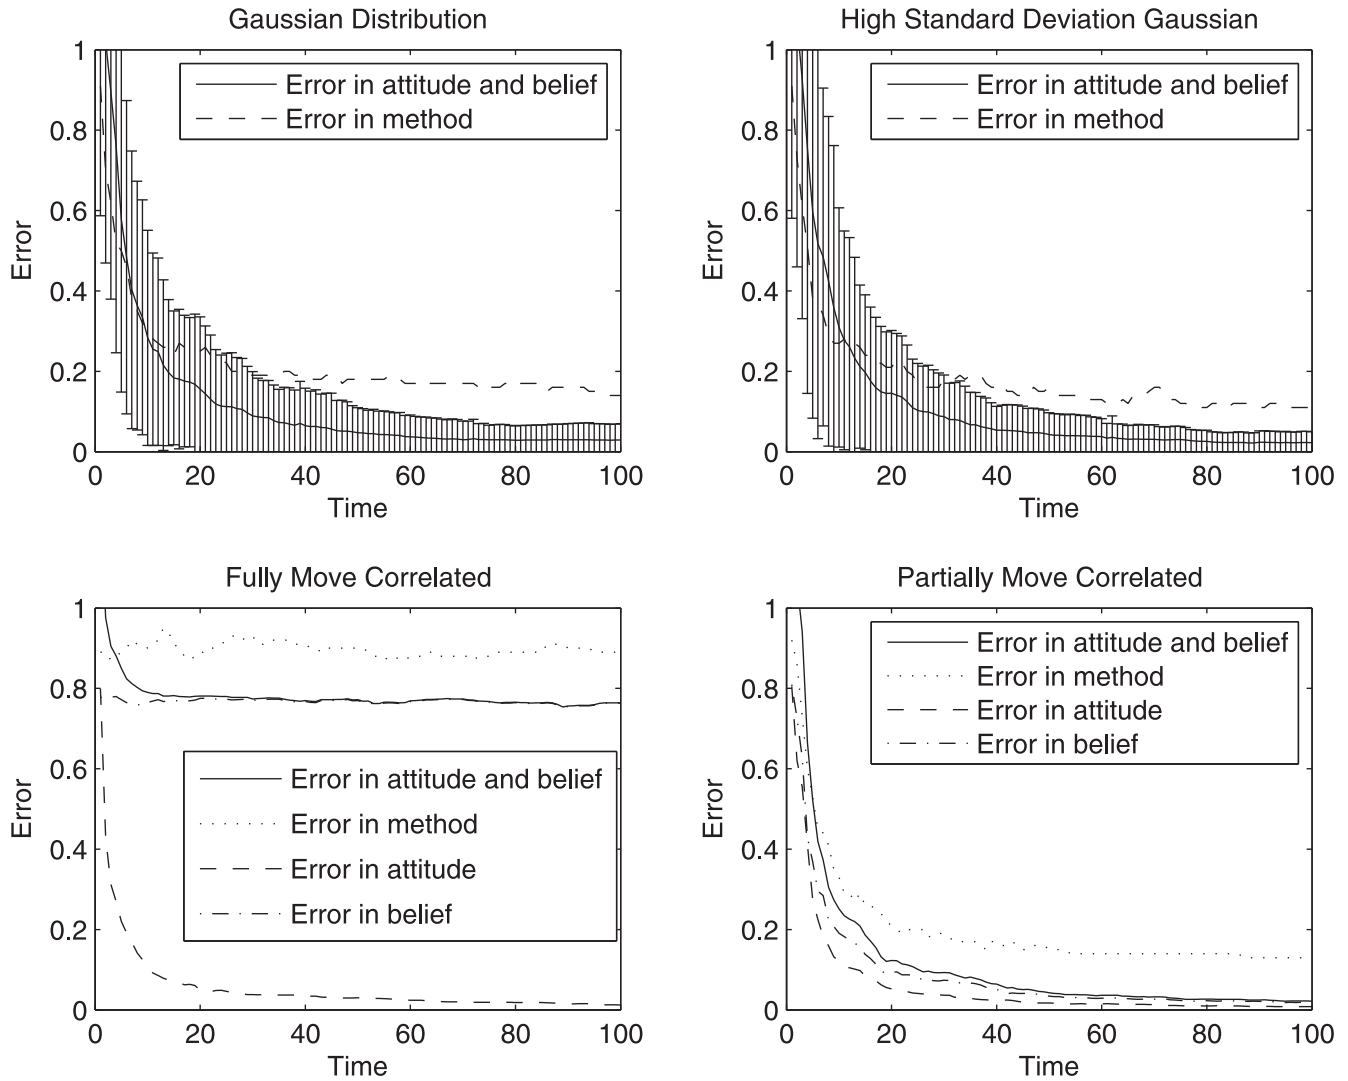 Gaussian Distribution
1
0.8
0.6
0.4
0.2
0
0 20 40 60 80 100
Error
Time
Error in attitude and belief
Error in method
High Standard Deviation Gaussian
1
0.8
0.6
0.4
0.2
0
0 20 40 60 80 100
Error
Time
Error in attitude and belief
Error in method
Fully Move Correlated
1
0.8
0.6
0.4
0.2
0
0 20 40 60 80 100
Error
Time
Error in attitude and belief
Error in method
Error in attitude
Error in belief
Partially Move Correlated
1
0.8
0.6
0.4
0.2
0
0 20 40 60 80 100
Error
Time
Error in attitude and belief
Error in method
Error in attitude
Error in belief